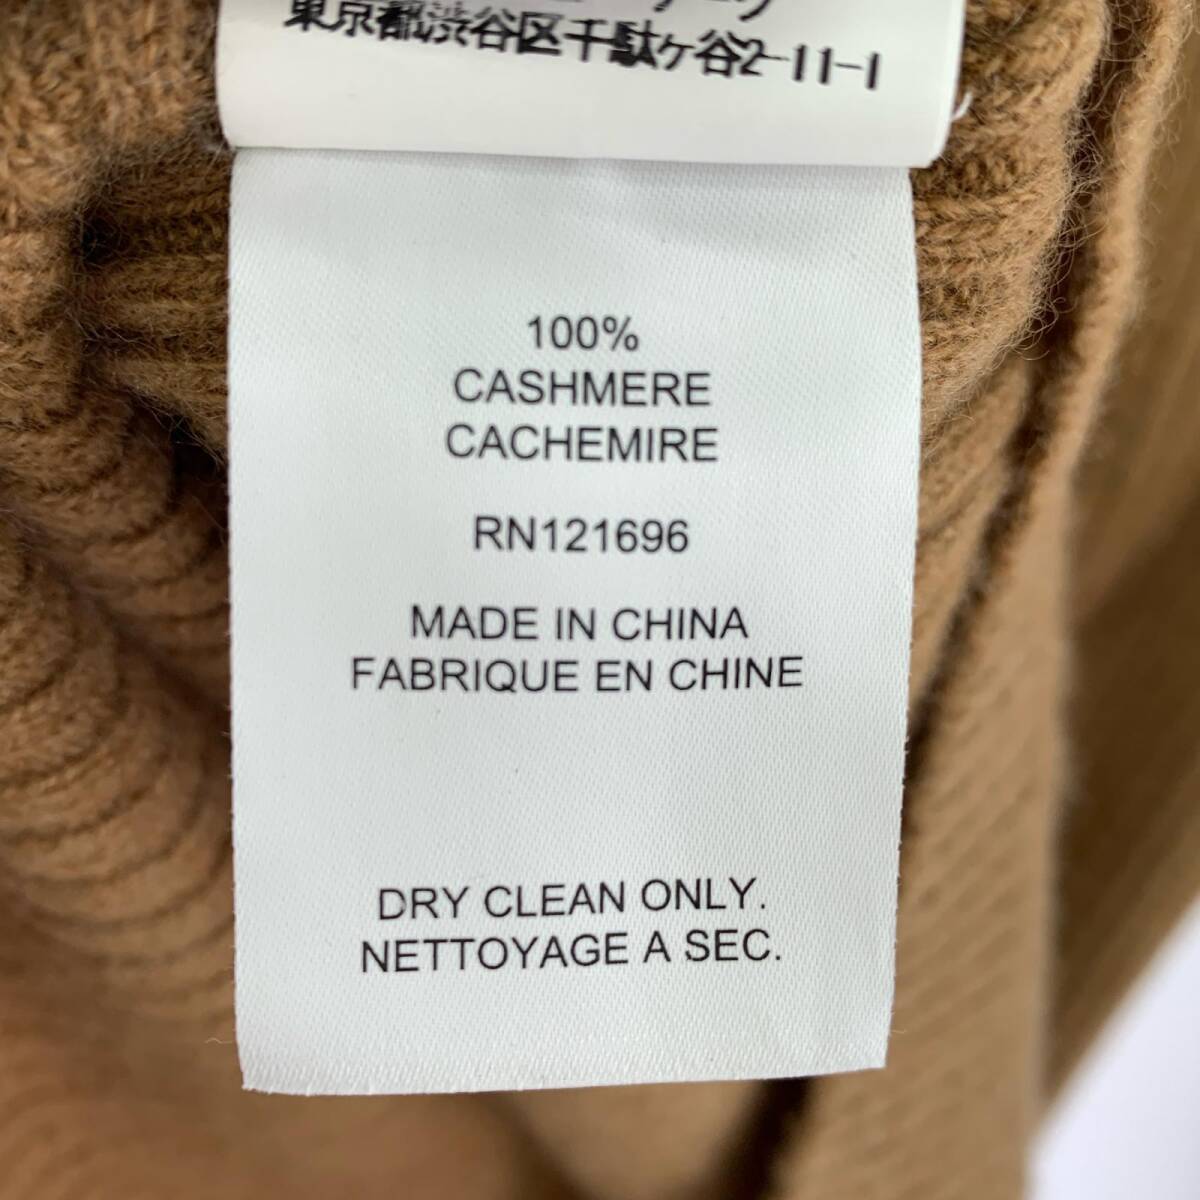 東京都渋谷区千駄ヶ谷2-11-1
100%
CASHMERE
CACHEMIRE
RN121696
MADE IN CHINA
FABRIQUE EN CHINE
DRY CLEAN ONLY.
NETTOYAGE A SEC.